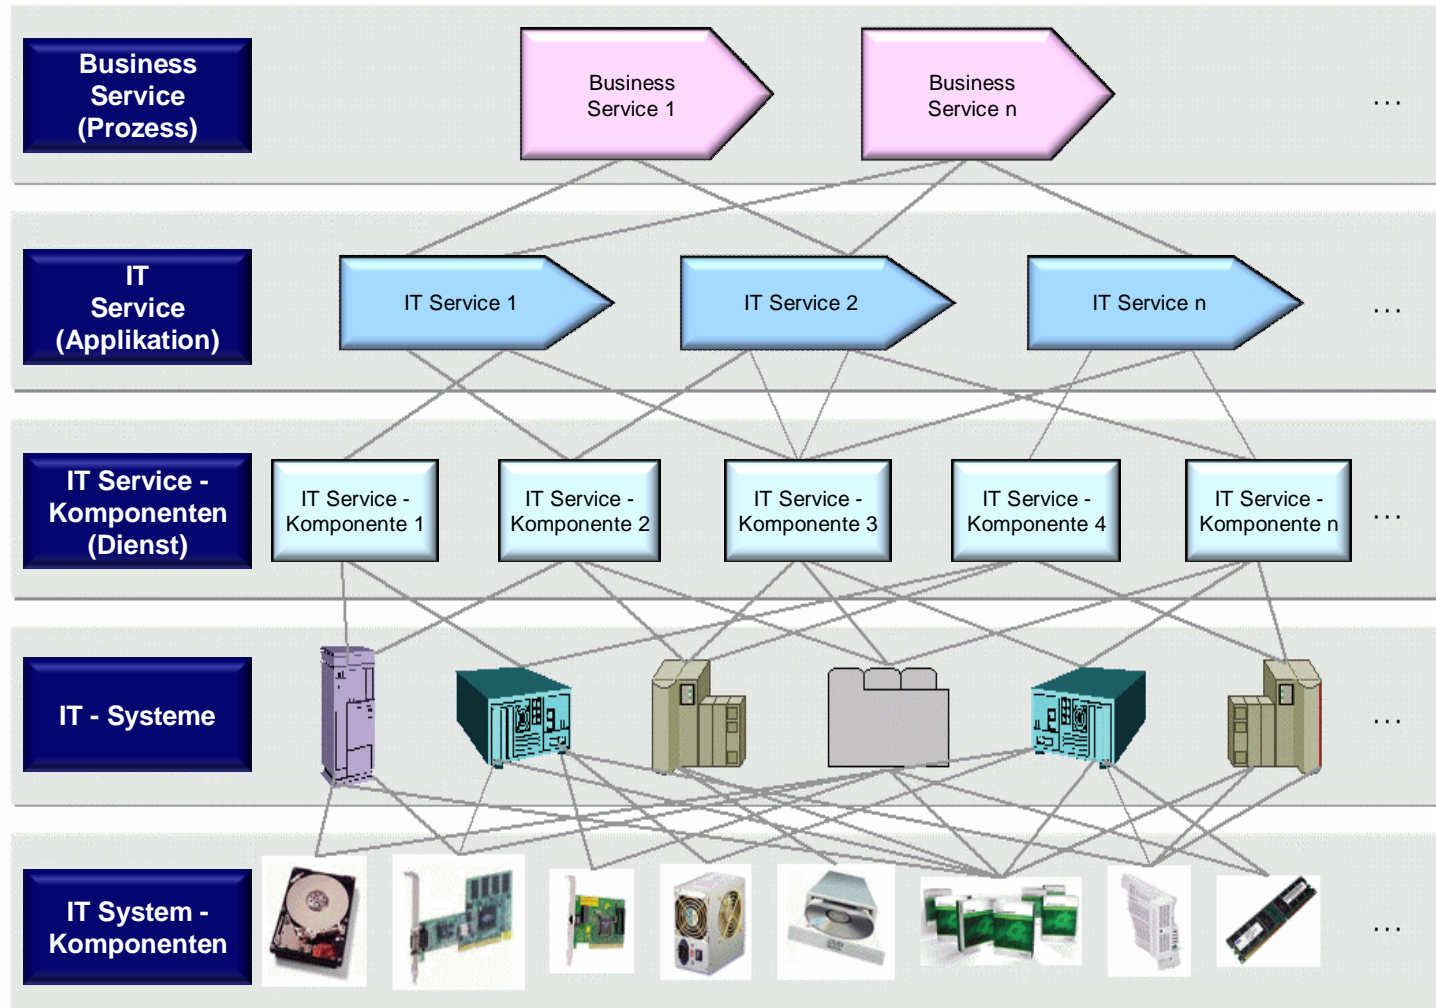 Business
Service
(Prozess)
Business
Service 1
Business
Service n
...
IT
Service
(Applikation)
IT Service 1
IT Service 2
IT Service n
...
IT Service -
Komponenten
(Dienst)
IT Service -
Komponente 1
IT Service -
Komponente 2
IT Service -
Komponente 3
IT Service -
Komponente 4
IT Service -
Komponente n
...
IT - Systeme
...
IT System -
Komponenten
...